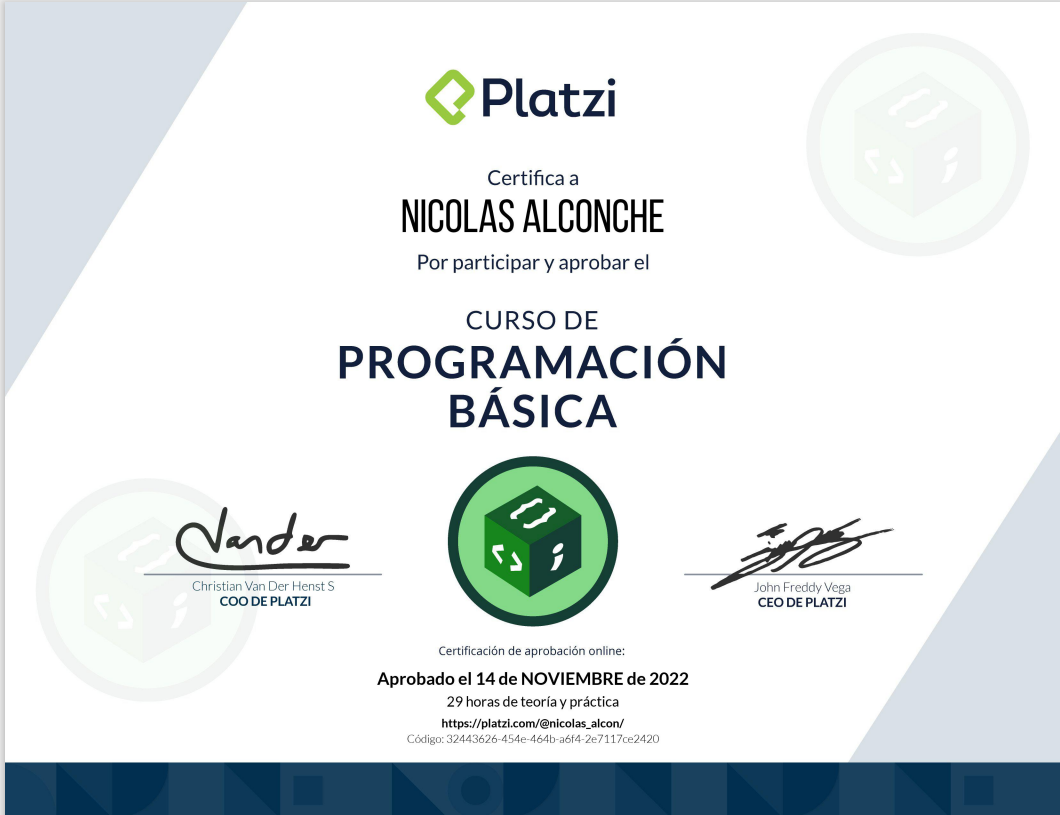 Platzi
Certifica a
NICOLAS ALCONCHE
Por participar y aprobar el
CURSO DE
PROGRAMACIÓN
BÁSICA
Vander
Christian Van Der Henst S
COO DE PLATZI
John Freddy Vega
CEO DE PLATZI
Certificación de aprobación online:
Aprobado el 14 de NOVIEMBRE de 2022
29 horas de teoría y práctica
https://platzi.com/@nicolas_alcon/
Código: 32443626-454e-464b-a6f4-2e7117ce2420